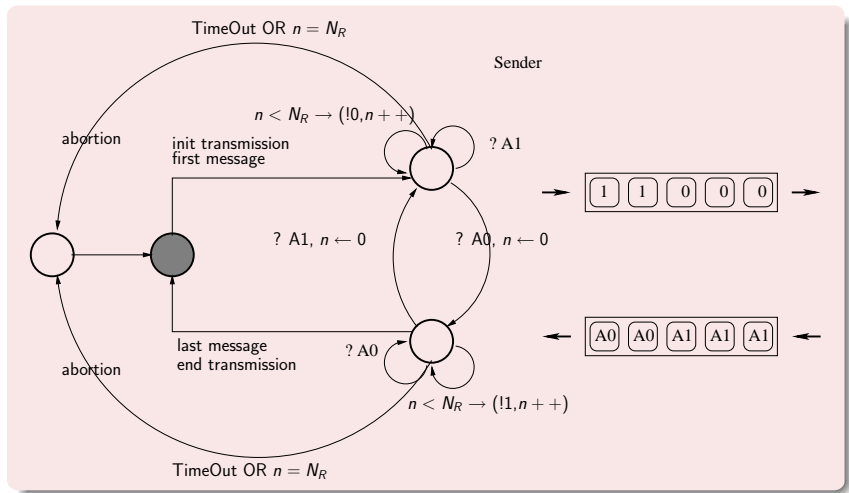 TimeOut OR n = N_R
Sender
n < N_R → (!0, n + +)
abortion
? A1
init transmission
first message
1 1 0 0 0
? A1, n ← 0
? A0, n ← 0
A0 A0 A1 A1 A1
last message
end transmission
? A0
abortion
n < N_R → (!1, n + +)
TimeOut OR n = N_R